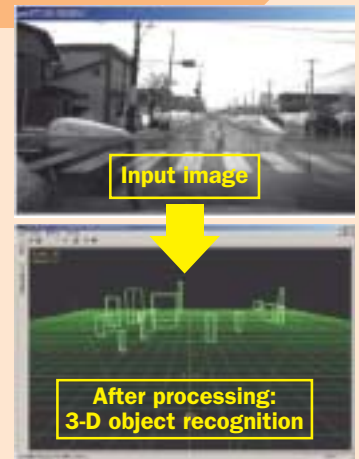 Input image
After processing:
3-D object recognition